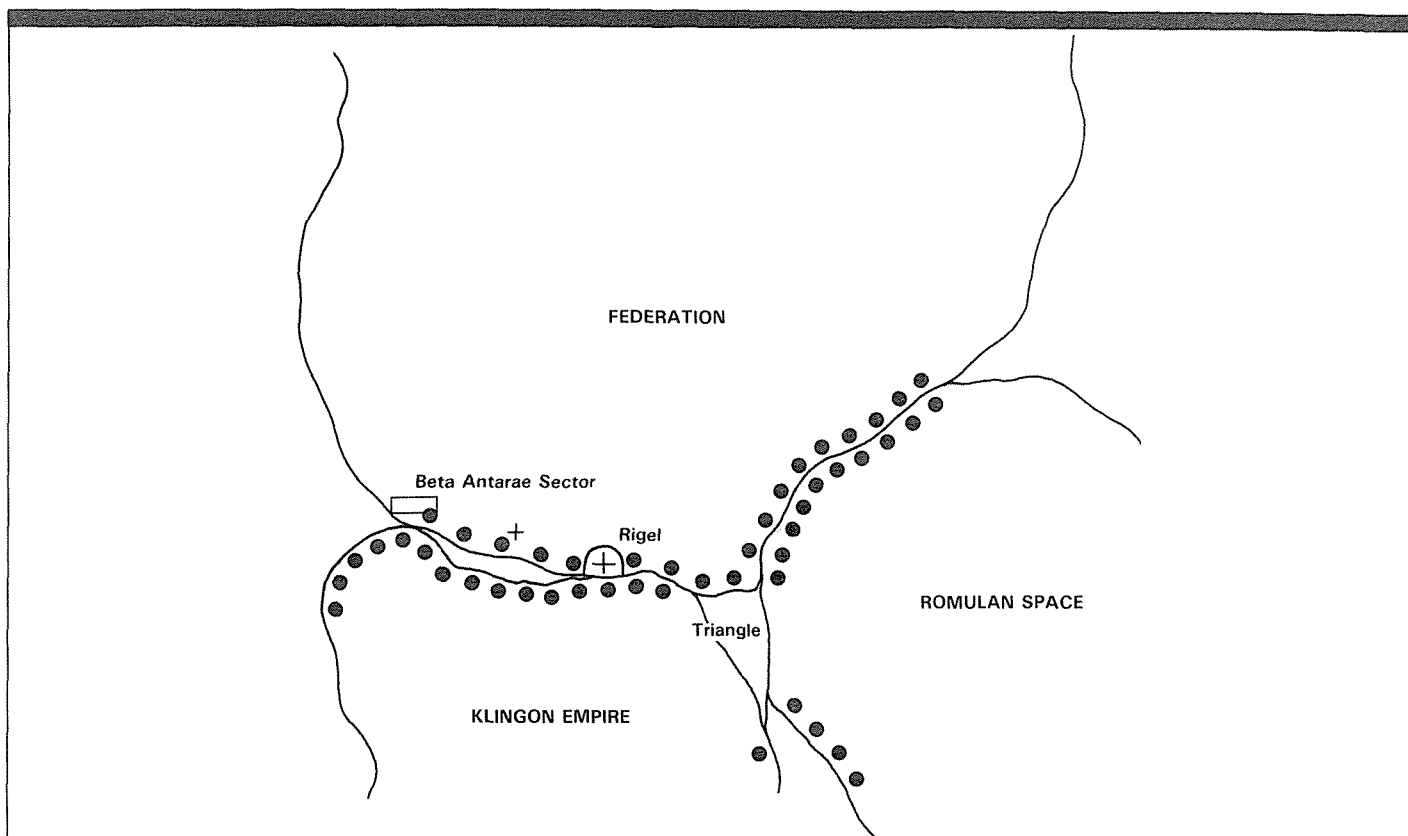 FEDERATION
Beta Antarae Sector
Rigel
ROMULAN SPACE
Triangle
KLINGON EMPIRE